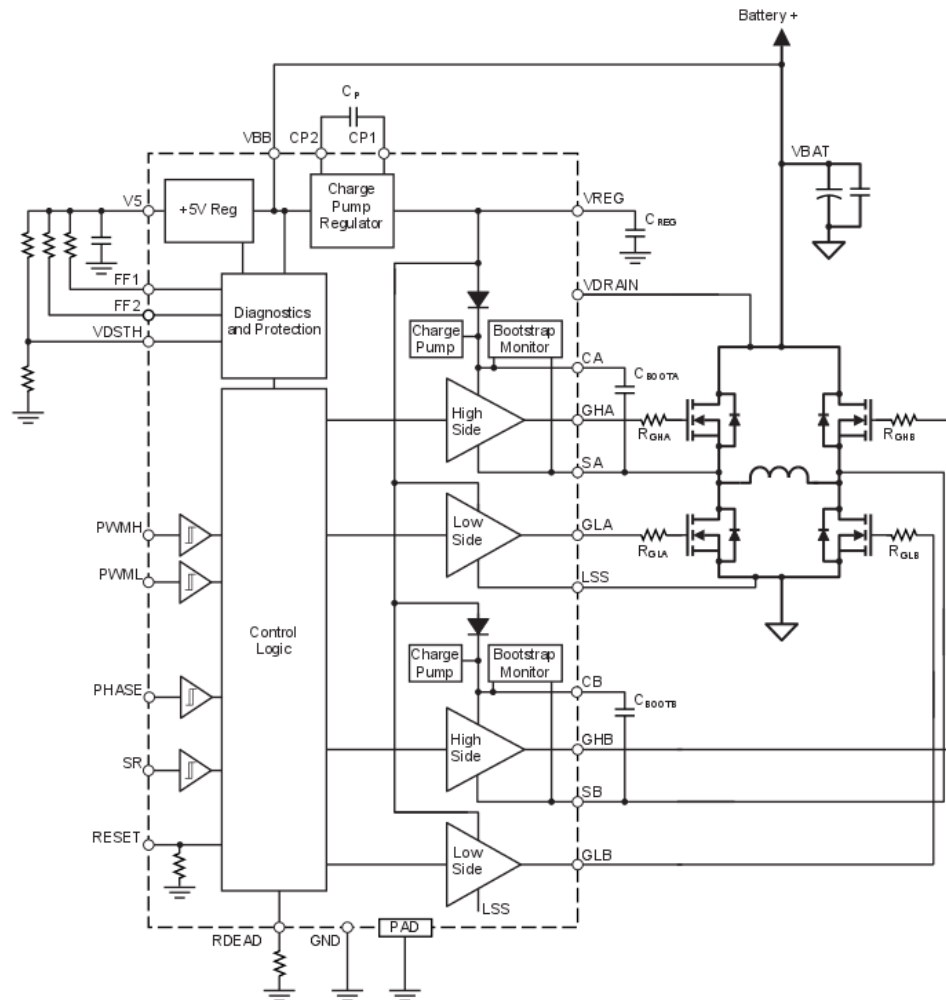 Battery +
CP
VBB
CP2
CP1
VBAT
V5
+5V Reg
Charge
Pump
Regulator
VREG
CREG
FF1
FF2
VDSTH
Diagnostics
and Protection
VDRAIN
Charge
Pump
Bootstrap
Monitor
CA
CBOOTA
High
Side
GHA
RGHA
RGHB
SA
PWMH
Low
Side
GLA
RGLA
RGLB
PWML
LSS
Control
Logic
Charge
Pump
Bootstrap
Monitor
CB
CBOOTB
PHASE
High
Side
GHB
SR
SB
RESET
Low
Side
GLB
LSS
RDEAD
GND
PAD